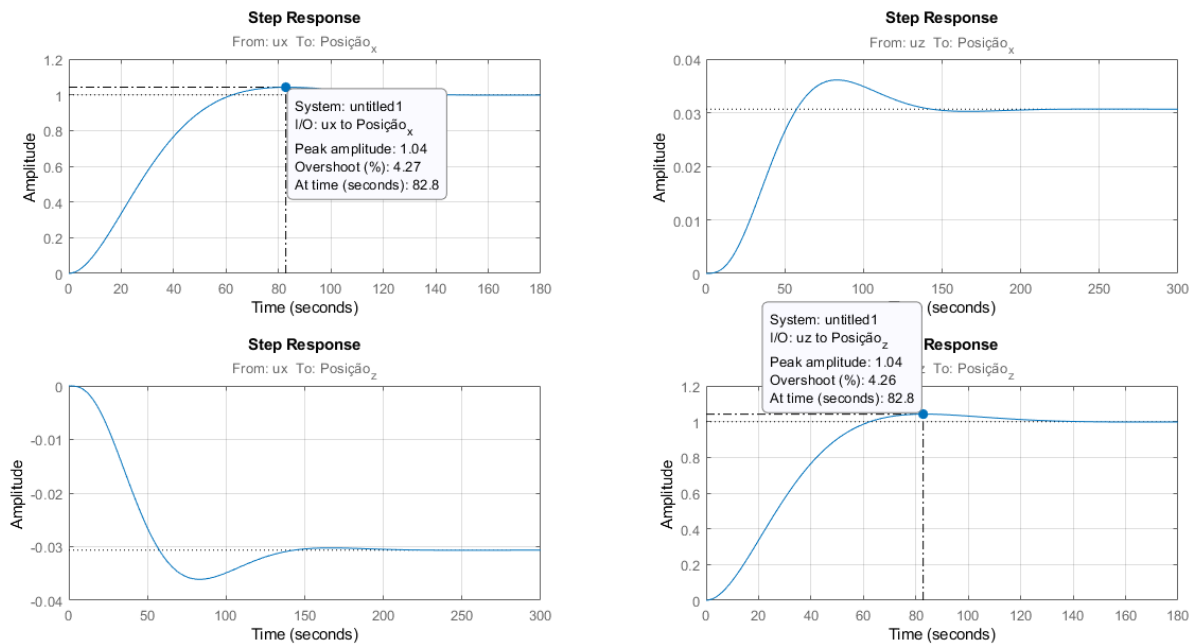 Step Response
From: ux To: Posição_x
Amplitude
1.2
1
0.8
0.6
0.4
0.2
0
System: untitled1
I/O: ux to Posição_x
Peak amplitude: 1.04
Overshoot (%): 4.27
At time (seconds): 82.8
0 20 40 60 80 100 120 140 160 180
Time (seconds)
Step Response
From: uz To: Posição_x
Amplitude
0.04
0.03
0.02
0.01
0
0 50 100 150 200 250 300
(seconds)
Step Response
From: ux To: Posição_z
Amplitude
0
-0.01
-0.02
-0.03
-0.04
0 50 100 150 200 250 300
Time (seconds)
Response
To: Posição_z
System: untitled1
I/O: uz to Posição_z
Peak amplitude: 1.04
Overshoot (%): 4.26
At time (seconds): 82.8
Amplitude
1.2
1
0.8
0.6
0.4
0.2
0
0 20 40 60 80 100 120 140 160 180
Time (seconds)